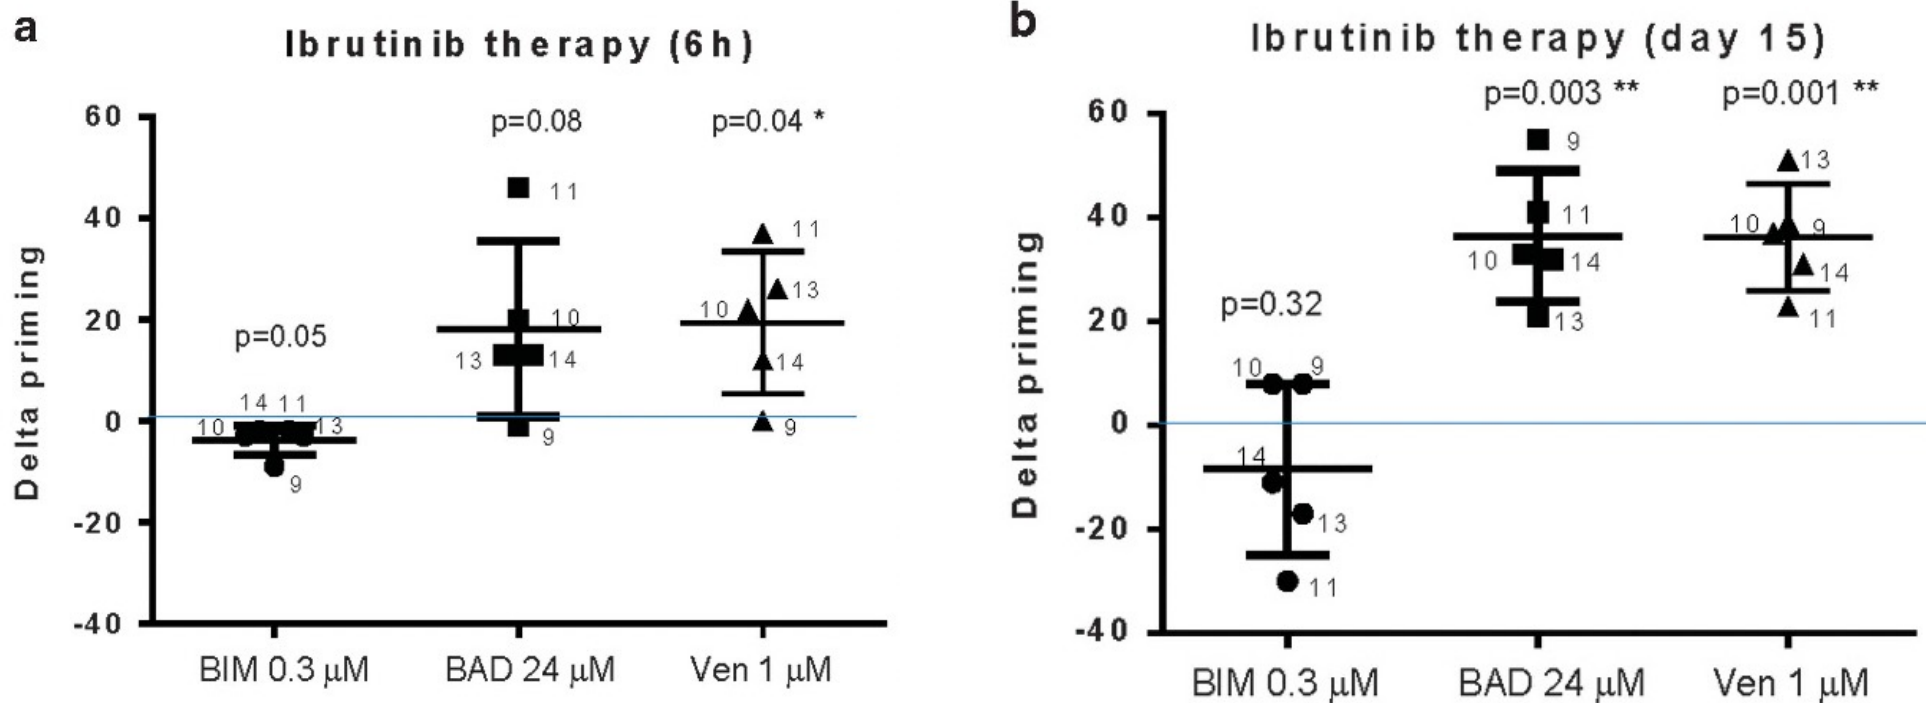 a
Ibrutinib therapy (6h)
Delta priming
60
40
20
0
-20
-40
p=0.05
p=0.08
p=0.04 *
14 11
10
13
9
11
10
13
14
9
11
13
10
14
9
BIM 0.3 μM
BAD 24 μM
Ven 1 μM
b
Ibrutinib therapy (day 15)
Delta priming
60
40
20
0
-20
-40
p=0.32
p=0.003 **
p=0.001 **
10
9
14
13
11
9
11
10
14
13
13
10
9
14
11
BIM 0.3 μM
BAD 24 μM
Ven 1 μM